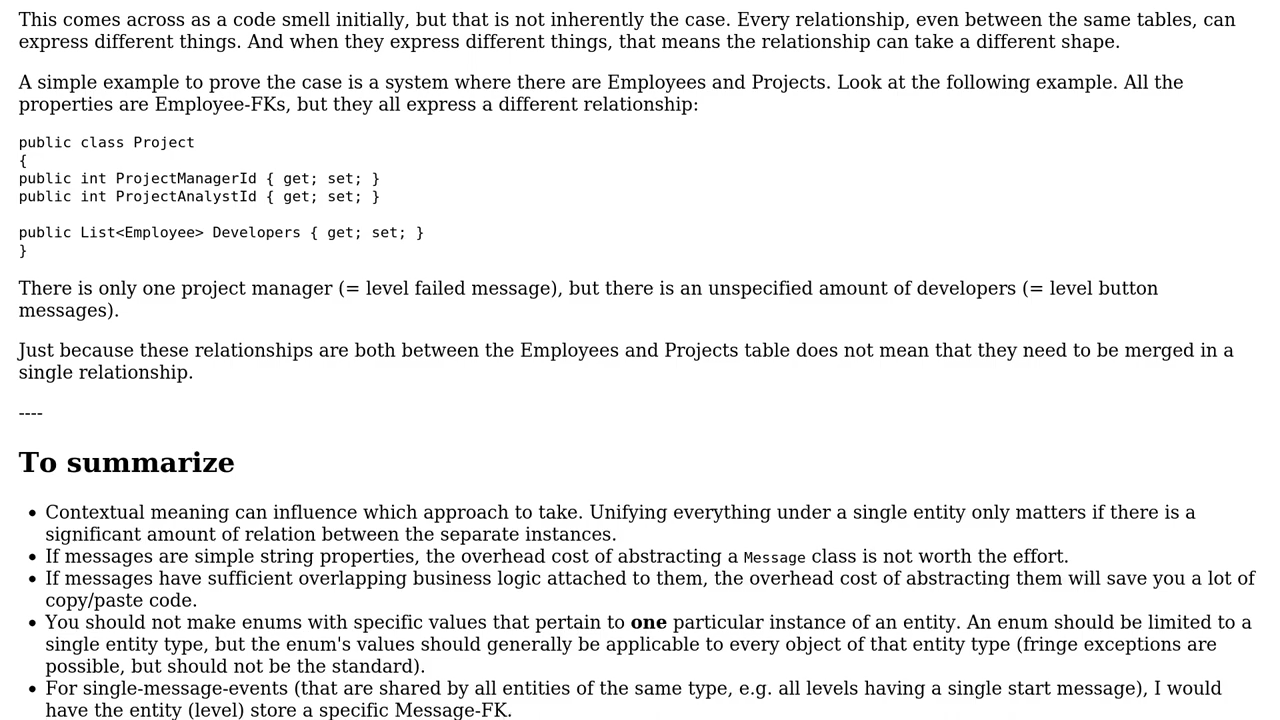 This comes across as a code smell initially, but that is not inherently the case. Every relationship, even between the same tables, can
express different things. And when they express different things, that means the relationship can take a different shape.
A simple example to prove the case is a system where there are Employees and Projects. Look at the following example. All the
properties are Employee-FKs, but they all express a different relationship:
public class Project
{
public int ProjectManagerId { get; set; }
public int ProjectAnalystId { get; set; }
public List<Employee> Developers { get; set; }
}
There is only one project manager (= level failed message), but there is an unspecified amount of developers (= level button
messages).
Just because these relationships are both between the Employees and Projects table does not mean that they need to be merged in a
single relationship.
----
To summarize
• Contextual meaning can influence which approach to take. Unifying everything under a single entity only matters if there is a
significant amount of relation between the separate instances.
• If messages are simple string properties, the overhead cost of abstracting a Message class is not worth the effort.
• If messages have sufficient overlapping business logic attached to them, the overhead cost of abstracting them will save you a lot of
copy/paste code.
• You should not make enums with specific values that pertain to one particular instance of an entity. An enum should be limited to a
single entity type, but the enum's values should generally be applicable to every object of that entity type (fringe exceptions are
possible, but should not be the standard).
• For single-message-events (that are shared by all entities of the same type, e.g. all levels having a single start message), I would
have the entity (level) store a specific Message-FK.